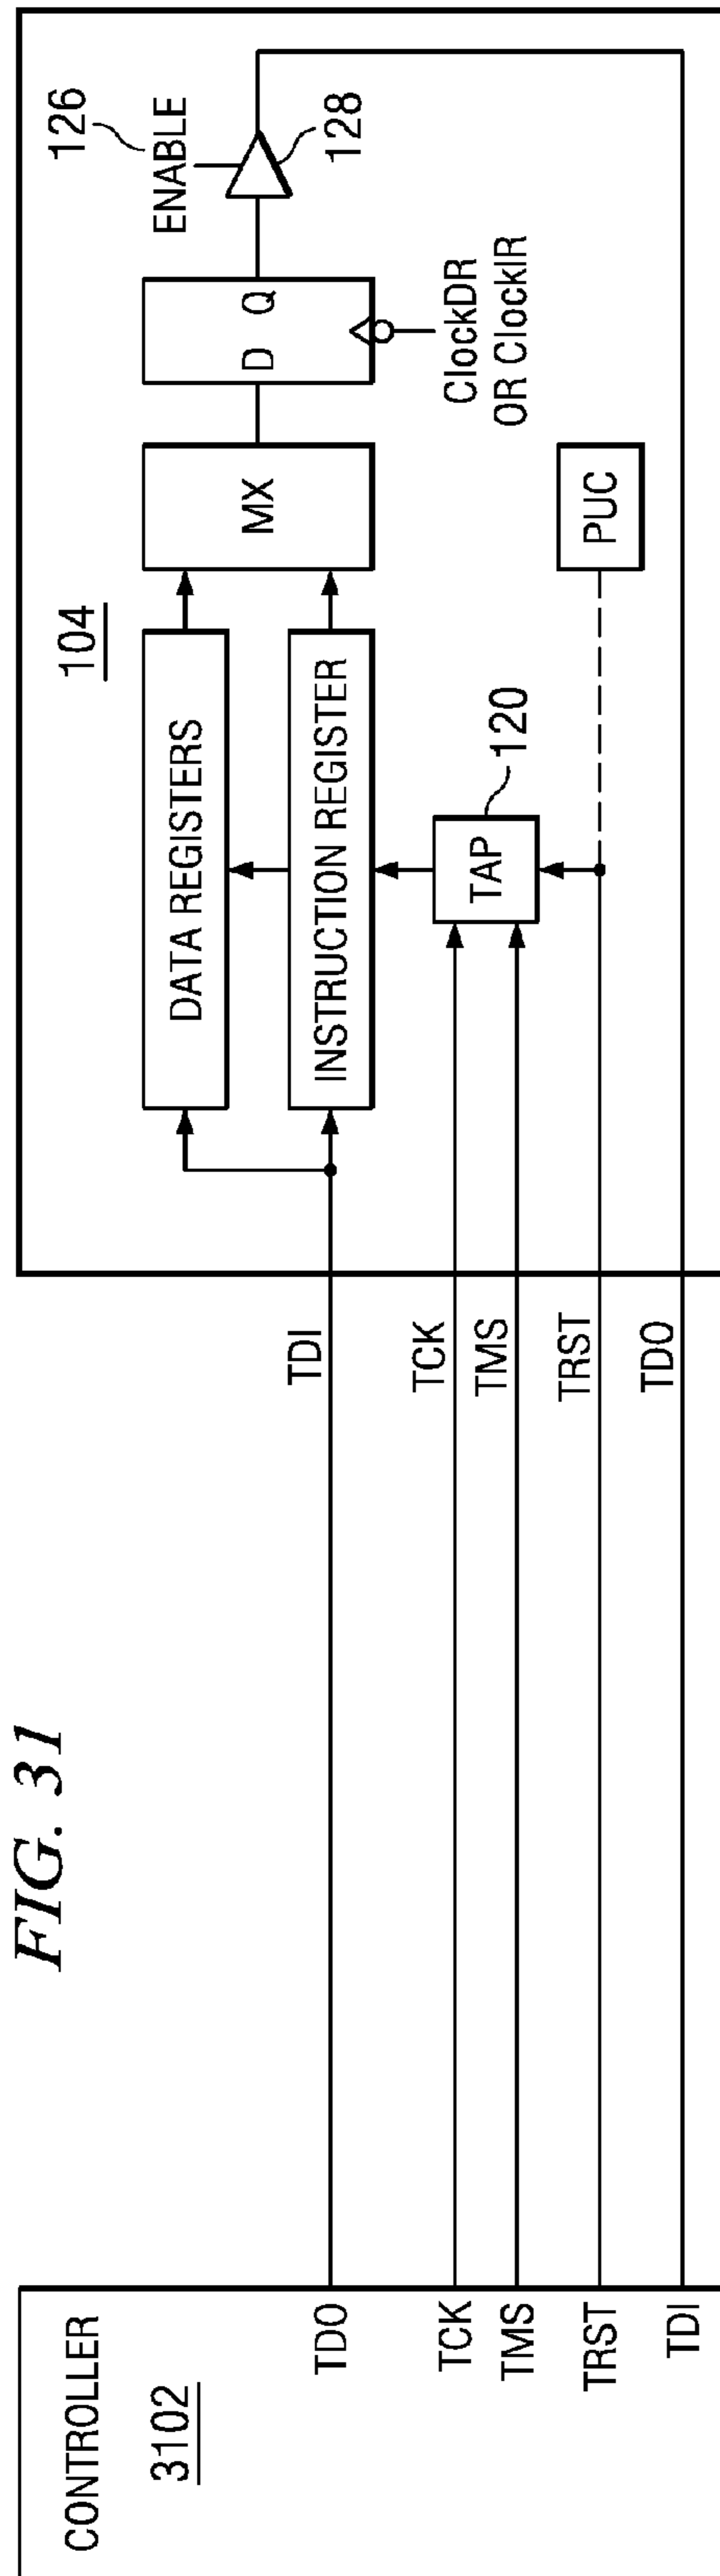 FIG. 31
CONTROLLER
3102
TDO
TCK
TMS
TRST
TDI
TDI
TCK
TMS
TRST
TDO
104
DATA REGISTERS
INSTRUCTION REGISTER
TAP
120
MX
PUC
D Q
ClockDR
OR ClockIR
126
ENABLE
128